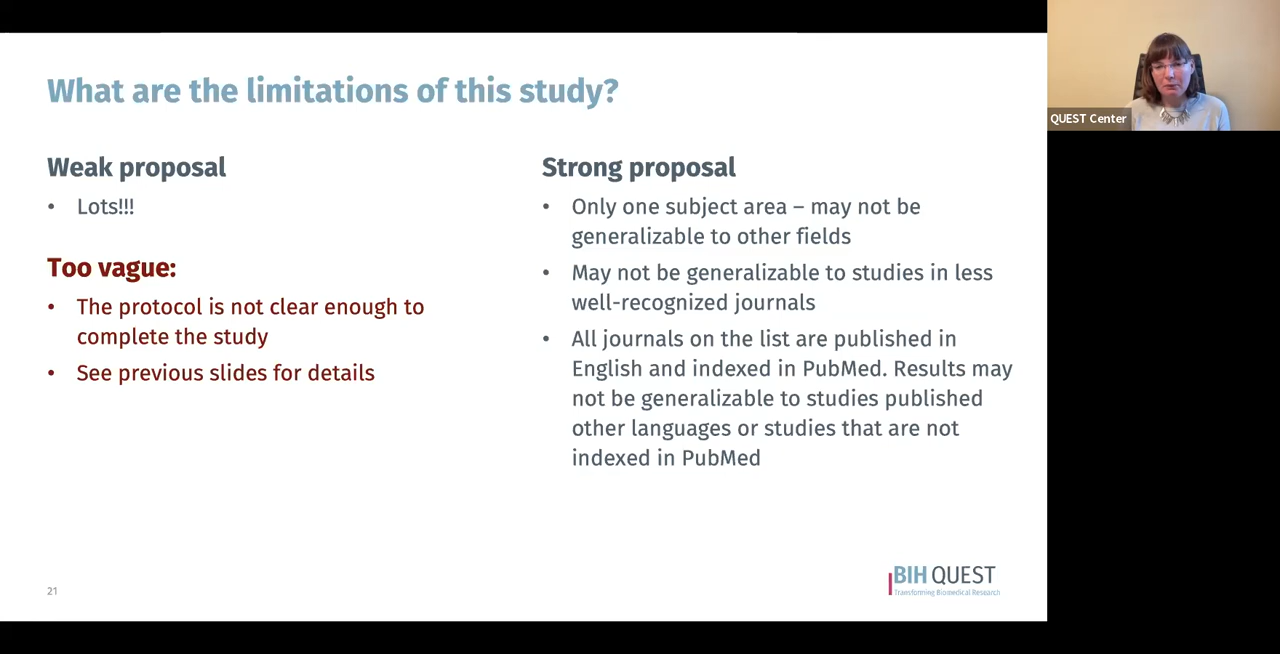 What are the limitations of this study?
Weak proposal
• Lots!!!
Too vague:
• The protocol is not clear enough to
complete the study
• See previous slides for details
Strong proposal
• Only one subject area – may not be
generalizable to other fields
• May not be generalizable to studies in less
well-recognized journals
• All journals on the list are published in
English and indexed in PubMed. Results may
not be generalizable to studies published
other languages or studies that are not
indexed in PubMed
21
BIH QUEST
Transforming Biomedical Research
QUEST Center